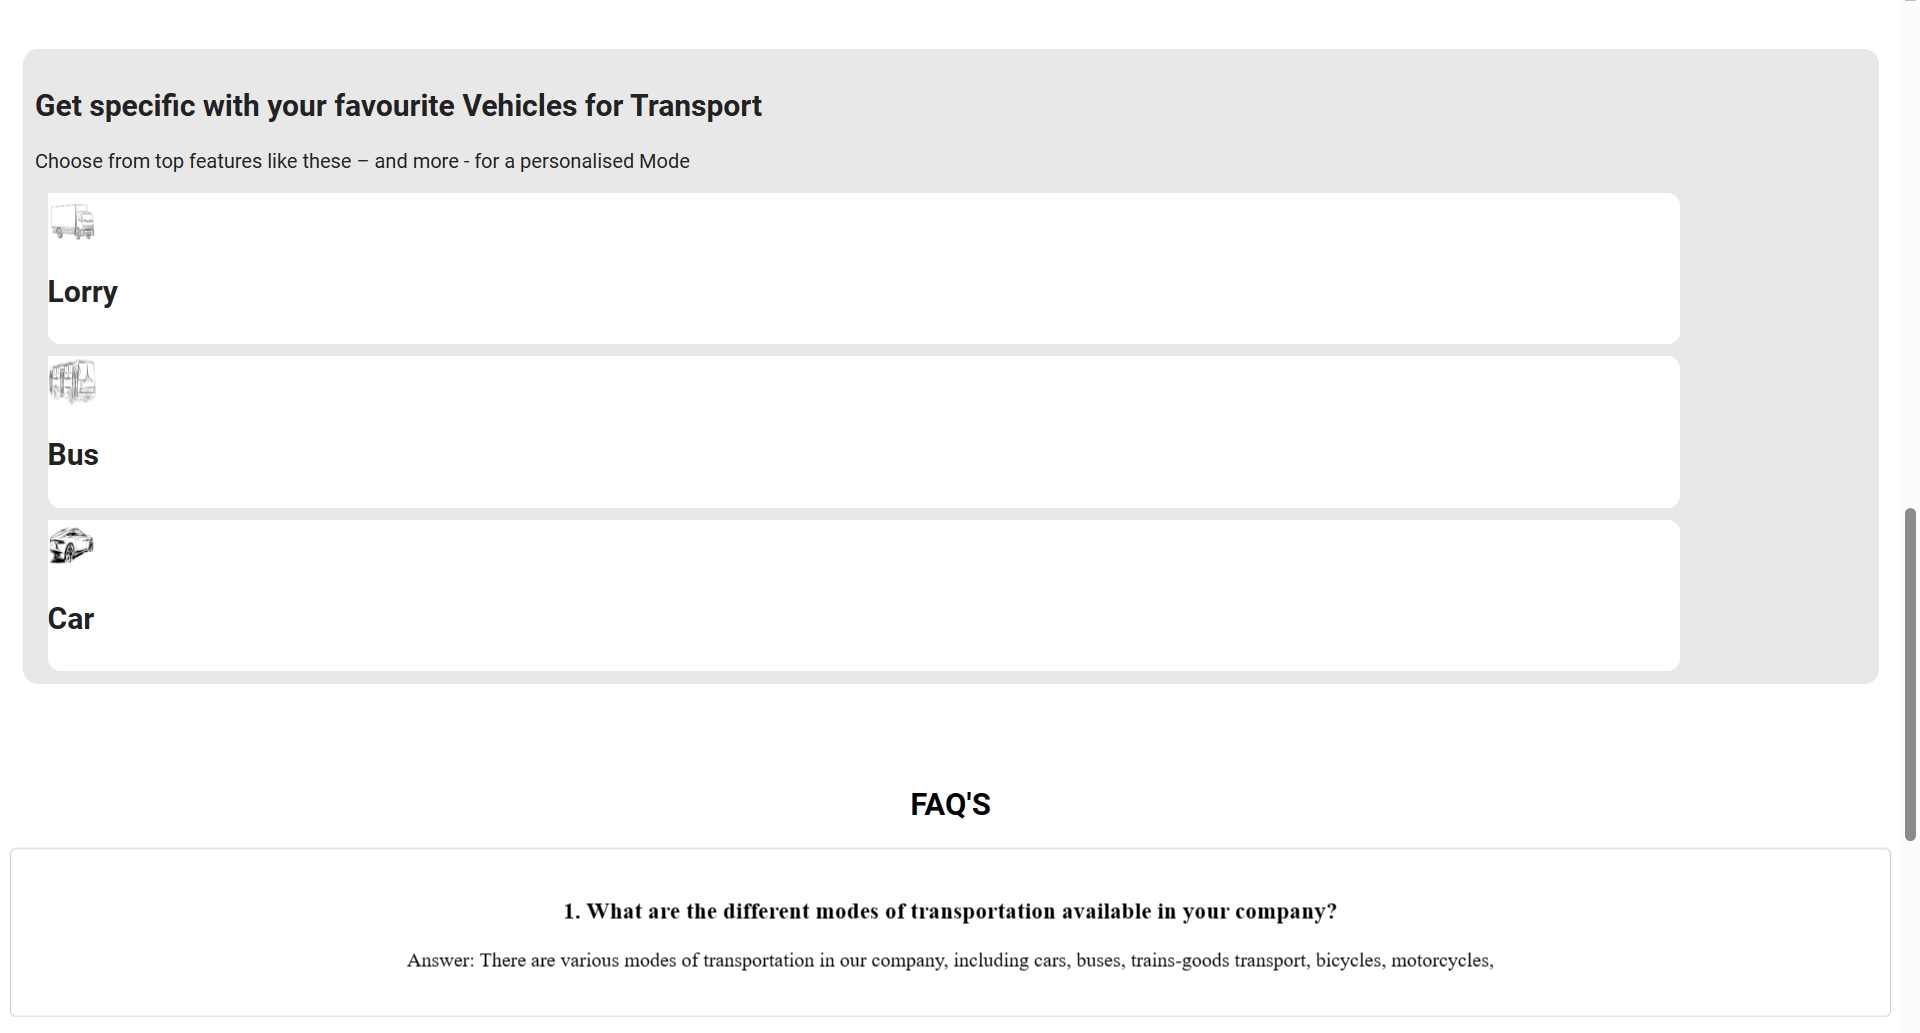 Get specific with your favourite Vehicles for Transport
Choose from top features like these – and more - for a personalised Mode
Lorry
Bus
Car
FAQ'S
1. What are the different modes of transportation available in your company?
Answer: There are various modes of transportation in our company, including cars, buses, trains-goods transport, bicycles, motorcycles,